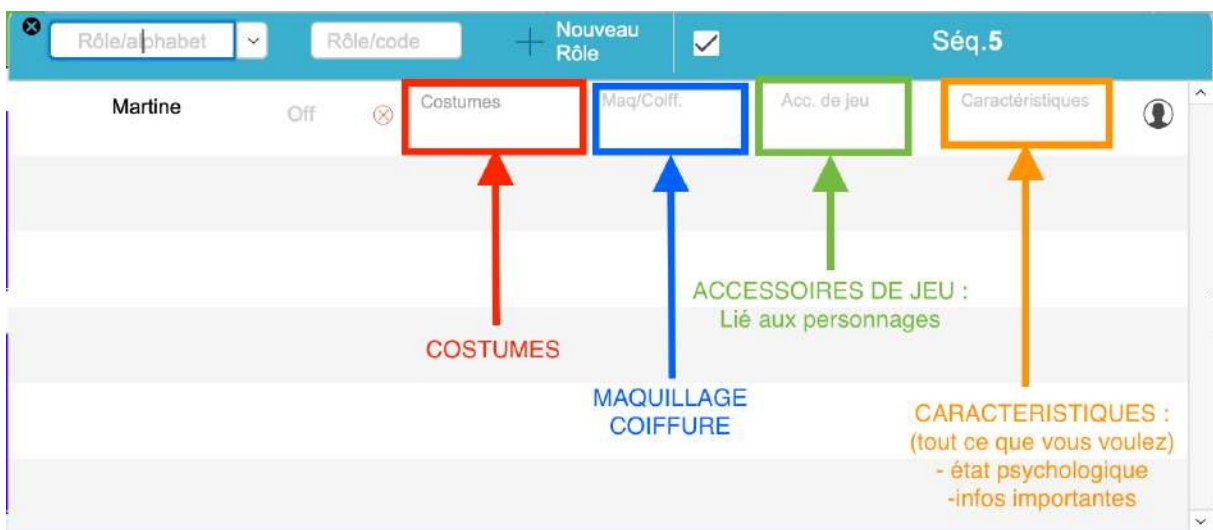 Rôle/alphabet
Rôle/code
Nouveau
Rôle
Séq.5
Martine
Off
Costumes
Maq/Coiff.
Acc. de jeu
Caractéristiques
ACCESSOIRES DE JEU :
Lié aux personnages
COSTUMES
MAQUILLAGE
COIFFURE
CARACTERISTIQUES :
(tout ce que vous voulez)
- état psychologique
-infos importantes